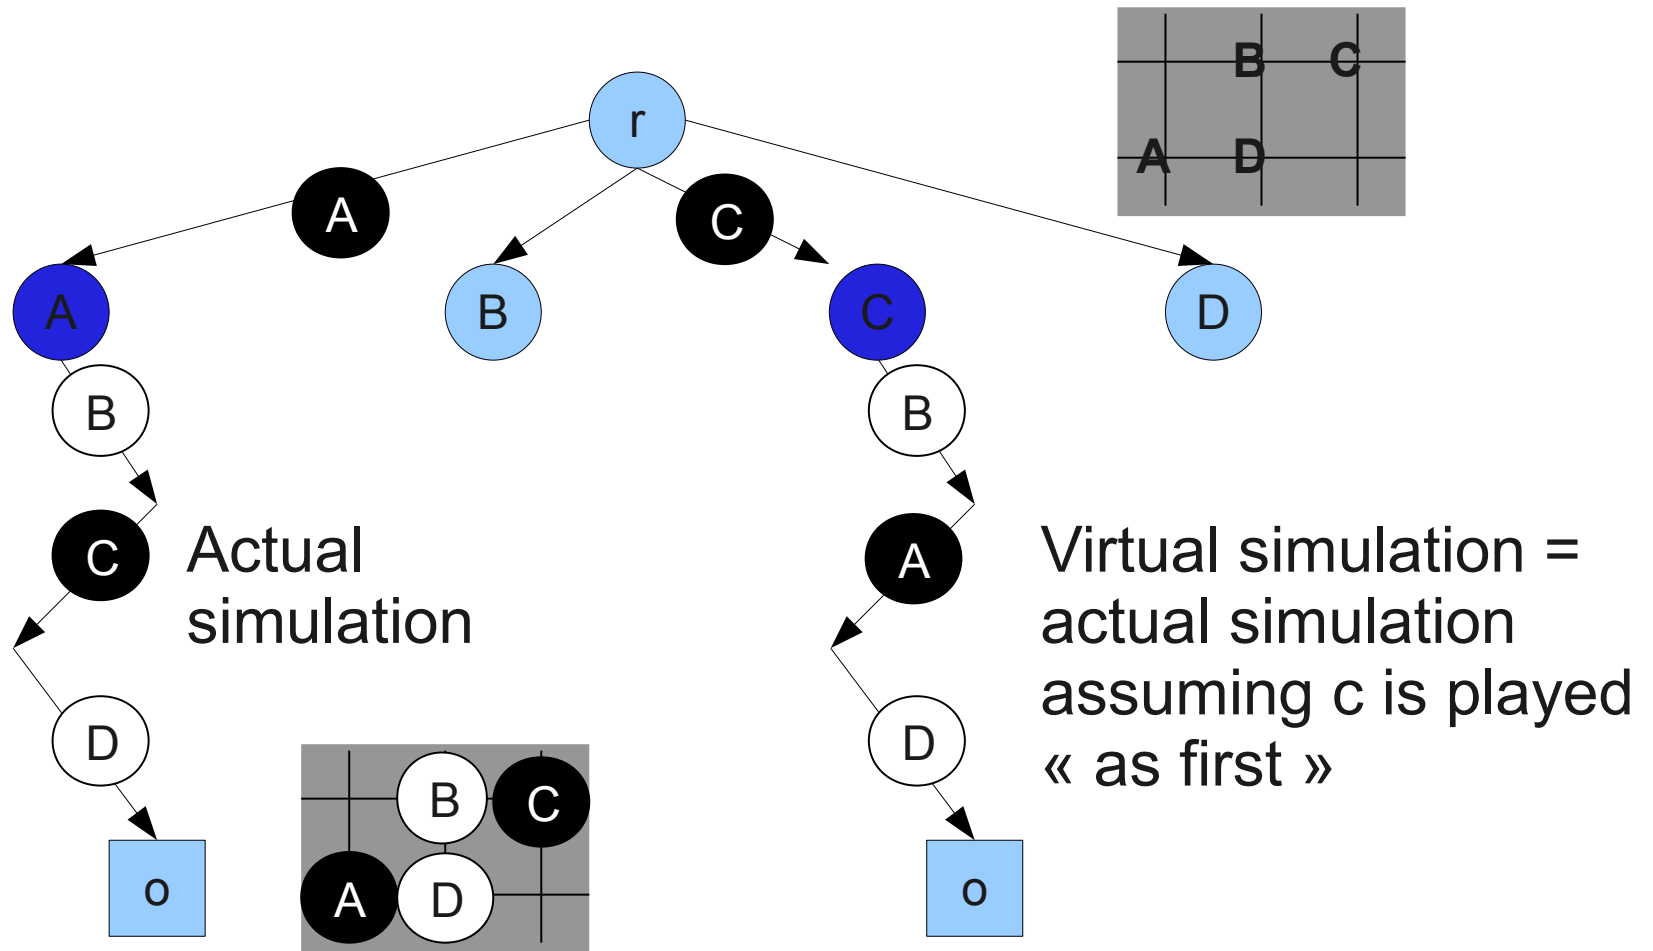 B C
r
A D
A
C
A
B
C
D
B
B
C
A
Actual
simulation
Virtual simulation =
actual simulation
assuming c is played
« as first »
D
D
B
C
A
D
o
o